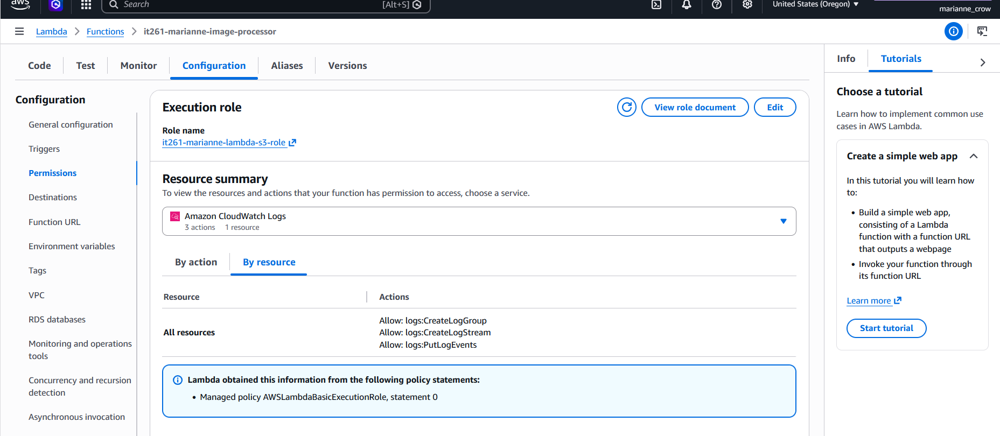 aws
Search
[Alt+S]
United States (Oregon)
marianne_crow
Lambda
Functions
it261-marianne-image-processor
Code
Test
Monitor
Configuration
Aliases
Versions
Configuration
General configuration
Triggers
Permissions
Destinations
Function URL
Environment variables
Tags
VPC
RDS databases
Monitoring and operations
tools
Concurrency and recursion
detection
Asynchronous invocation
Execution role
View role document
Edit
Role name
it261-marianne-lambda-s3-role
Resource summary
To view the resources and actions that your function has permission to access, choose a service.
Amazon CloudWatch Logs
3 actions 1 resource
By action
By resource
Resource
Actions
All resources
Allow: logs:CreateLogGroup
Allow: logs:CreateLogStream
Allow: logs:PutLogEvents
Lambda obtained this information from the following policy statements:
• Managed policy AWSLambdaBasicExecutionRole, statement 0
Info
Tutorials
Choose a tutorial
Learn how to implement common use
cases in AWS Lambda.
Create a simple web app
In this tutorial you will learn how
to:
• Build a simple web app,
consisting of a Lambda
function with a function URL
that outputs a webpage
• Invoke your function through
its function URL
Learn more
Start tutorial